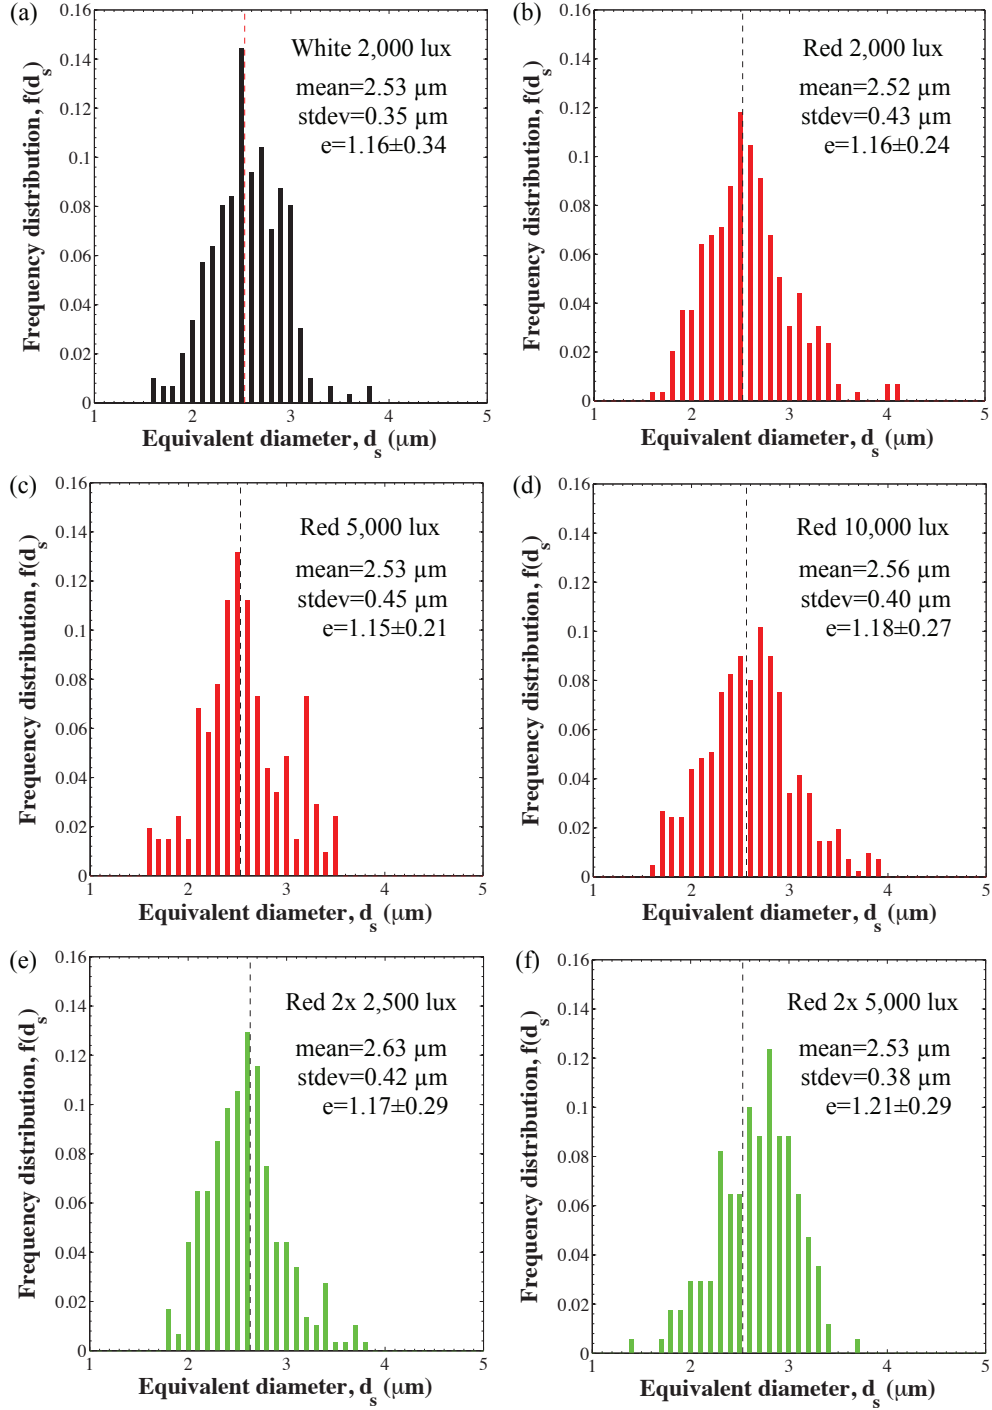 (a)
Frequency distribution, f(d_s)
0.16
0.14
0.12
0.1
0.08
0.06
0.04
0.02
0
White 2,000 lux
mean=2.53 µm
stdev=0.35 µm
e=1.16±0.34
1 2 3 4 5
Equivalent diameter, d_s (µm)
(b)
Frequency distribution, f(d_s)
0.16
0.14
0.12
0.1
0.08
0.06
0.04
0.02
0
Red 2,000 lux
mean=2.52 µm
stdev=0.43 µm
e=1.16±0.24
1 2 3 4 5
Equivalent diameter, d_s (µm)
(c)
Frequency distribution, f(d_s)
0.16
0.14
0.12
0.1
0.08
0.06
0.04
0.02
0
Red 5,000 lux
mean=2.53 µm
stdev=0.45 µm
e=1.15±0.21
1 2 3 4 5
Equivalent diameter, d_s (µm)
(d)
Frequency distribution, f(d_s)
0.16
0.14
0.12
0.1
0.08
0.06
0.04
0.02
0
Red 10,000 lux
mean=2.56 µm
stdev=0.40 µm
e=1.18±0.27
1 2 3 4 5
Equivalent diameter, d_s (µm)
(e)
Frequency distribution, f(d_s)
0.16
0.14
0.12
0.1
0.08
0.06
0.04
0.02
0
Red 2x 2,500 lux
mean=2.63 µm
stdev=0.42 µm
e=1.17±0.29
1 2 3 4 5
Equivalent diameter, d_s (µm)
(f)
Frequency distribution, f(d_s)
0.16
0.14
0.12
0.1
0.08
0.06
0.04
0.02
0
Red 2x 5,000 lux
mean=2.53 µm
stdev=0.38 µm
e=1.21±0.29
1 2 3 4 5
Equivalent diameter, d_s (µm)